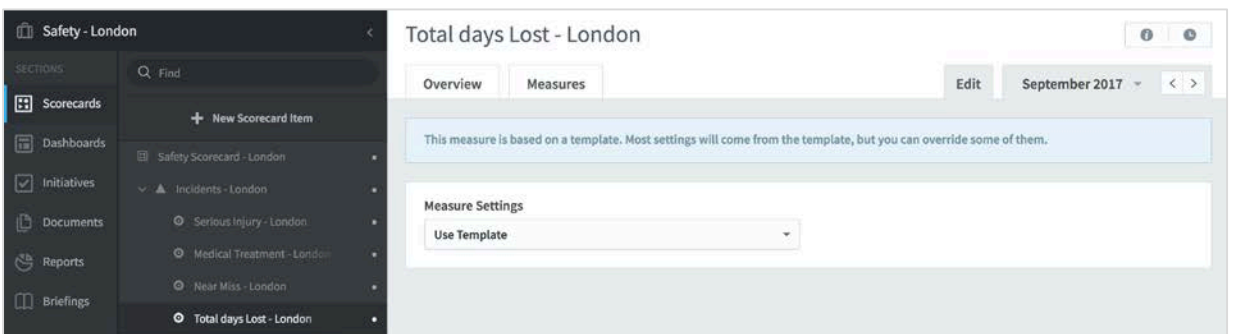 Safety - London
SECTIONS
Scorecards
Dashboards
Initiatives
Documents
Reports
Briefings
Find
+ New Scorecard Item
Safety Scorecard - London
Incidents - London
Serious Injury - London
Medical Treatment - London
Near Miss - London
Total days Lost - London
Total days Lost - London
Overview
Measures
Edit
September 2017
This measure is based on a template. Most settings will come from the template, but you can override some of them.
Measure Settings
Use Template